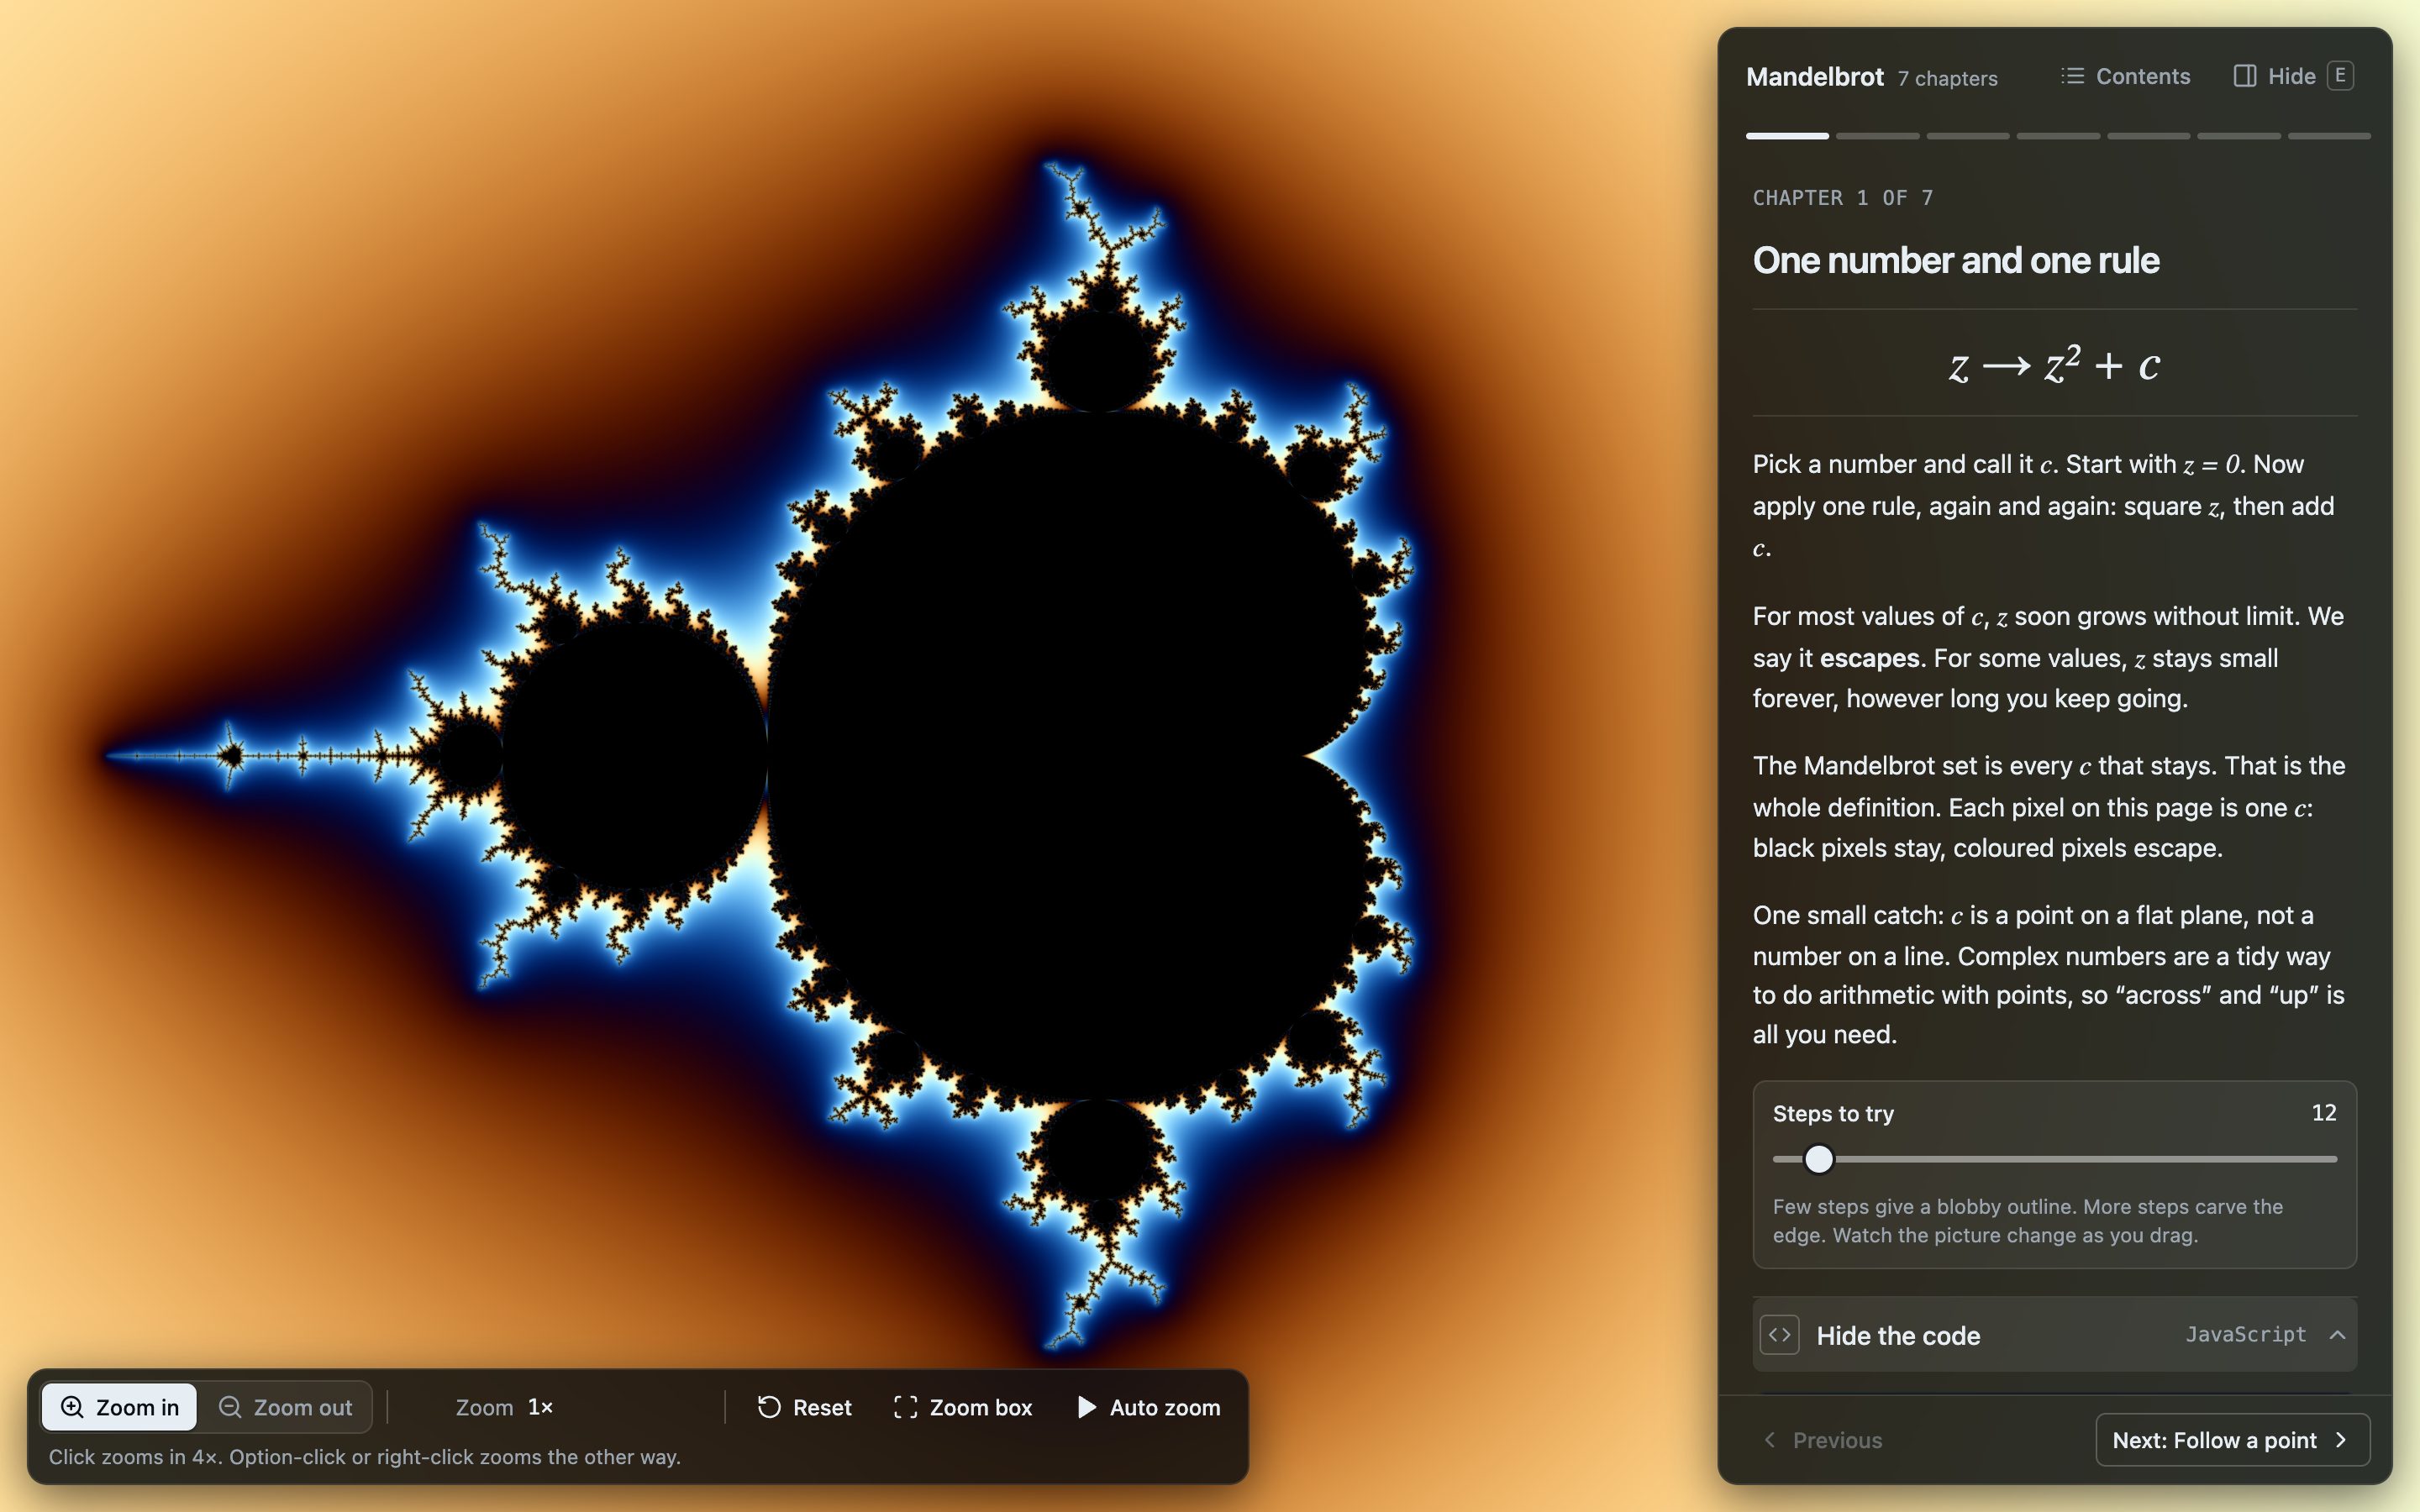 Mandelbrot 7 chapters Contents Hide E
CHAPTER 1 OF 7
One number and one rule
z → z² + c
Pick a number and call it c. Start with z = 0. Now
apply one rule, again and again: square z, then add
c.
For most values of c, z soon grows without limit. We
say it escapes. For some values, z stays small
forever, however long you keep going.
The Mandelbrot set is every c that stays. That is the
whole definition. Each pixel on this page is one c:
black pixels stay, coloured pixels escape.
One small catch: c is a point on a flat plane, not a
number on a line. Complex numbers are a tidy way
to do arithmetic with points, so “across” and “up” is
all you need.
Steps to try 12
Few steps give a blobby outline. More steps carve the
edge. Watch the picture change as you drag.
Hide the code JavaScript
Previous Next: Follow a point
Zoom in Zoom out Zoom 1× Reset Zoom box Auto zoom
Click zooms in 4×. Option-click or right-click zooms the other way.